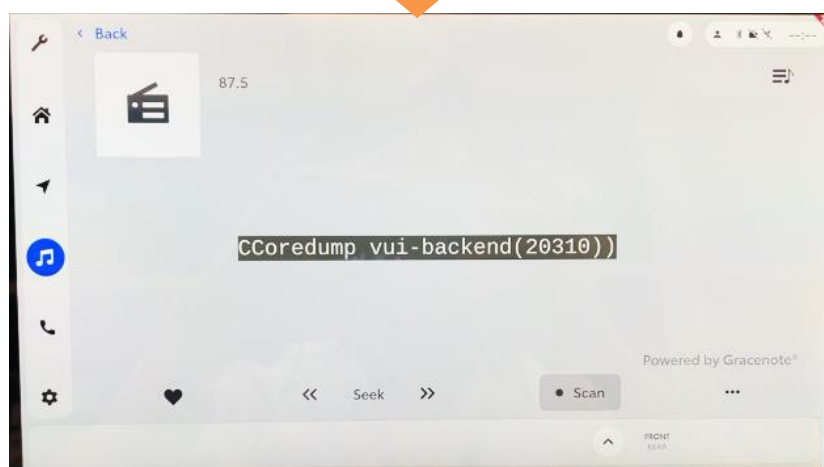 Back
--:--
87.5
CCoredump vui-backend(20310))
Powered by Gracenote®
Seek
Scan
FRONT
REAR